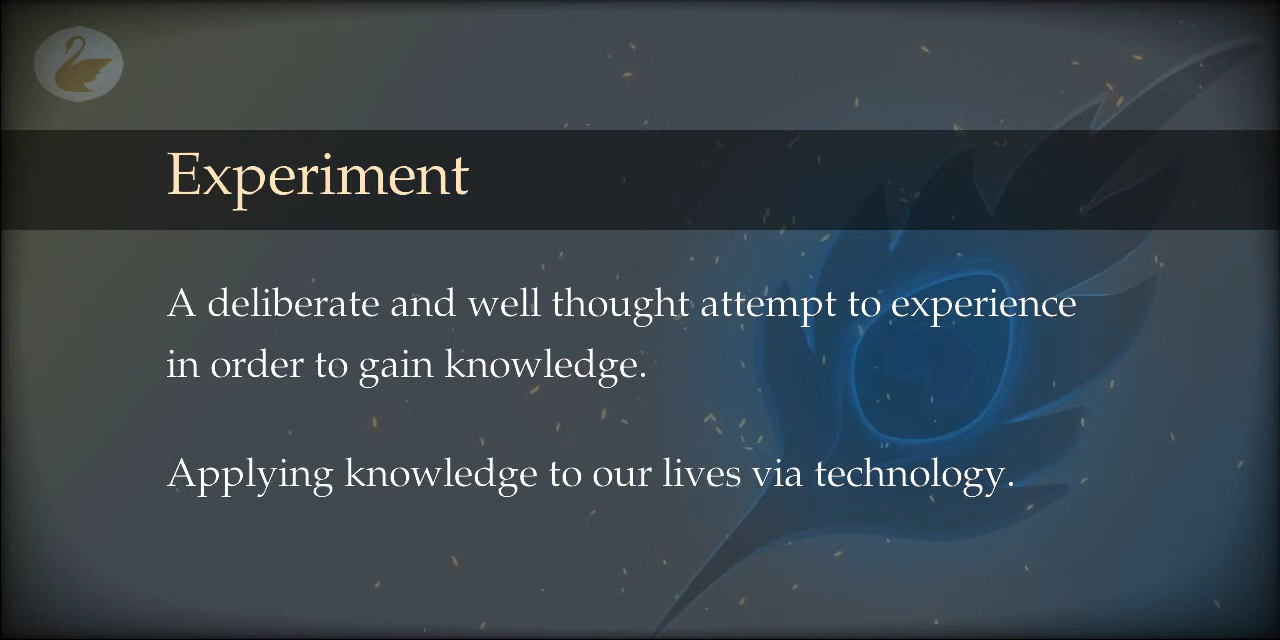 Experiment
A deliberate and well thought attempt to experience
in order to gain knowledge.
Applying knowledge to our lives via technology.